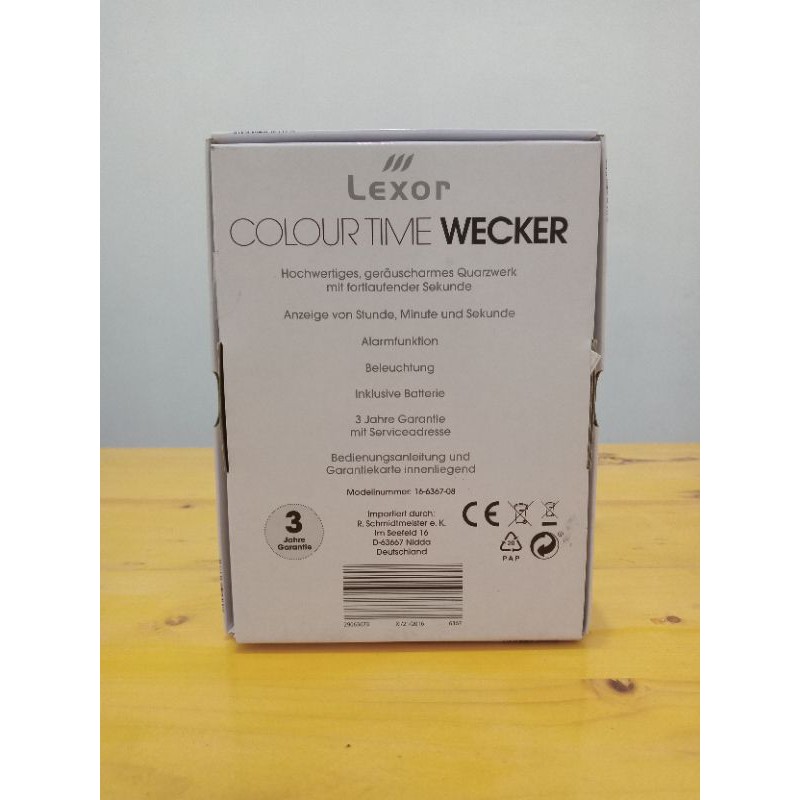 Lexor
COLOUR TIME WECKER
Hochwertiges, geräuscharmes Quarzwerk
mit fortlaufender Sekunde
Anzeige von Stunde, Minute und Sekunde
Alarmfunktion
Beleuchtung
Inklusive Batterie
3 Jahre Garantie
mit Serviceadresse
Bedienungsanleitung und
Garantiekarte innenliegend
Modellnummer: 16-6367-08
3
Jahre
Garantie
Importiert durch:
R. Schmidtmeister e. K.
Im Seefeld 16
D-63667 Nidda
Deutschland
CE
20
PAP